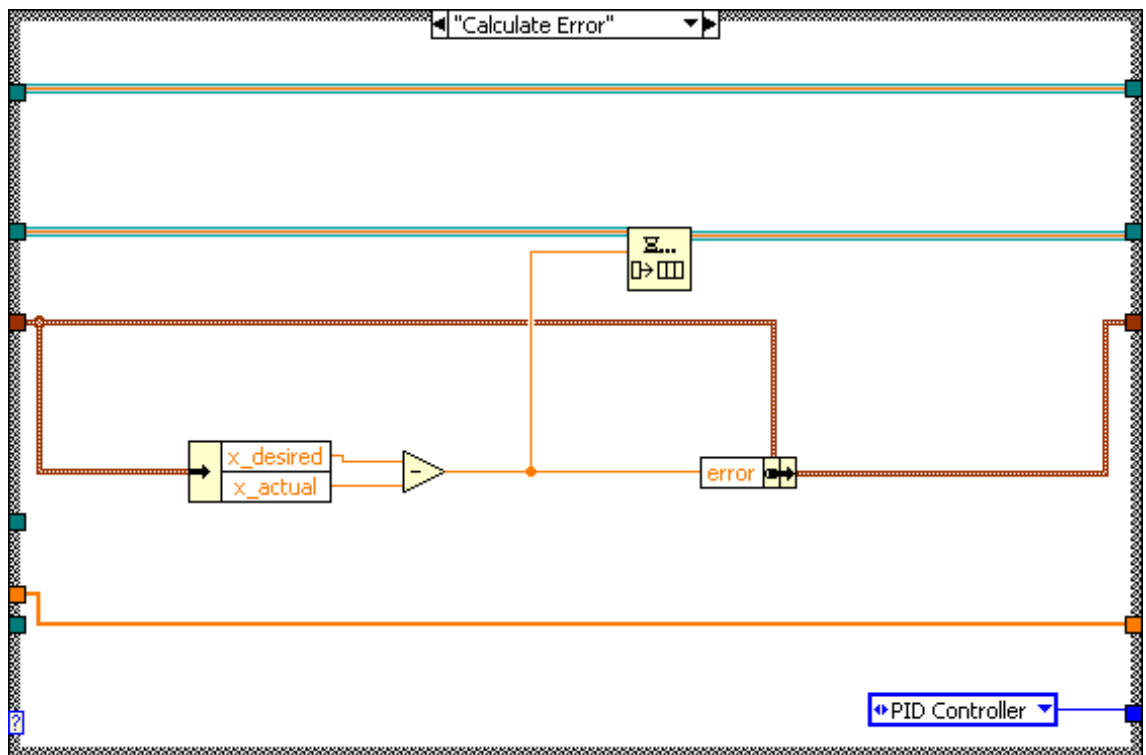 "Calculate Error"
x_desired
x_actual
-
error
?
PID Controller